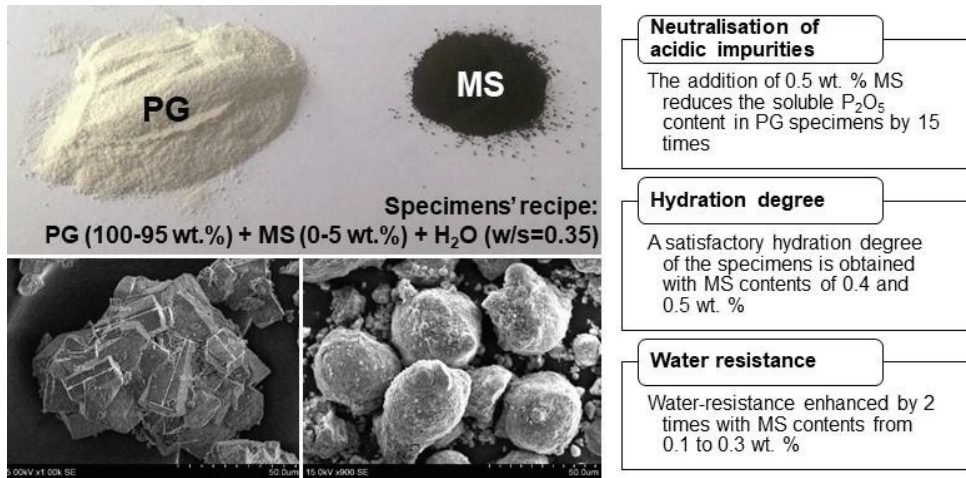 PG
MS
Specimens' recipe:
PG (100-95 wt.%) + MS (0-5 wt.%) + H₂O (w/s=0.35)
5.00kV x1.00k SE
50.0um
15.0kV x900 SE
50.0um
Neutralisation of
acidic impurities
The addition of 0.5 wt. % MS
reduces the soluble P₂O₅
content in PG specimens by 15
times
Hydration degree
A satisfactory hydration degree
of the specimens is obtained
with MS contents of 0.4 and
0.5 wt. %
Water resistance
Water-resistance enhanced by 2
times with MS contents from
0.1 to 0.3 wt. %